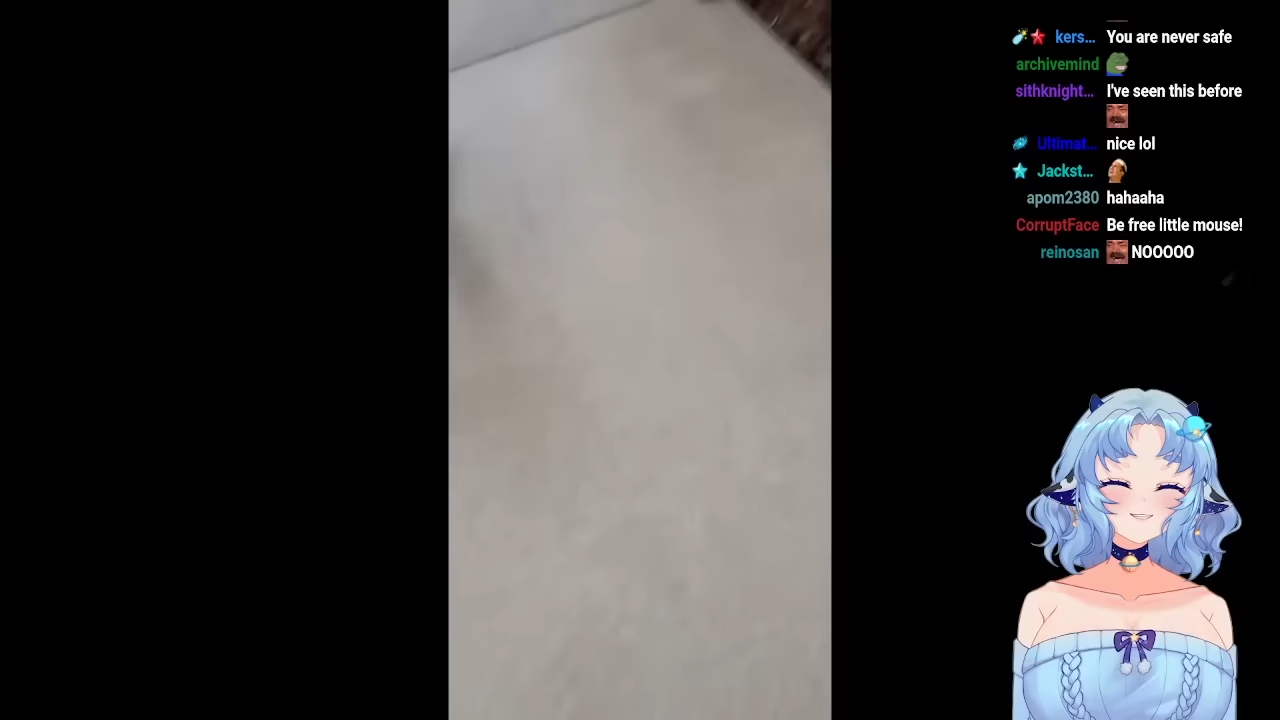 kers... You are never safe
archivemind
sithknight... I've seen this before
Ultimat... nice lol
Jackst...
apom2380 hahaaha
CorruptFace Be free little mouse!
reinosan NOOOOO